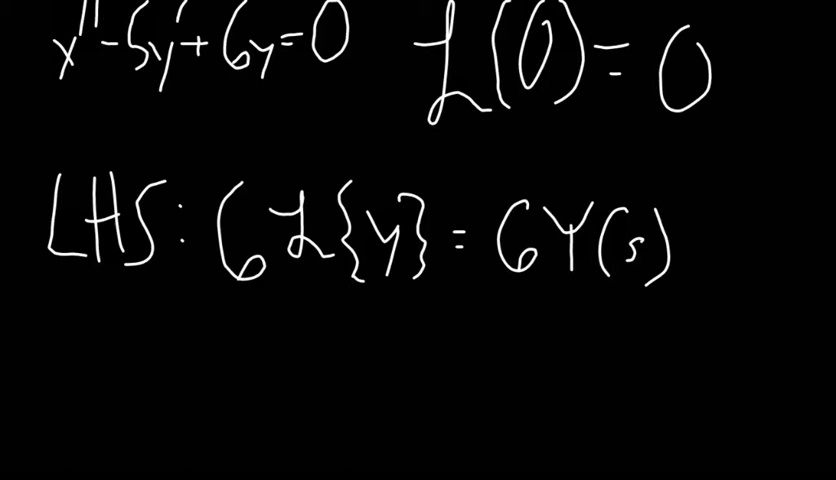 y'' - 5y' + 6y = 0 ℒ(0) = 0
LHS: 6ℒ{y} = 6Y(s)